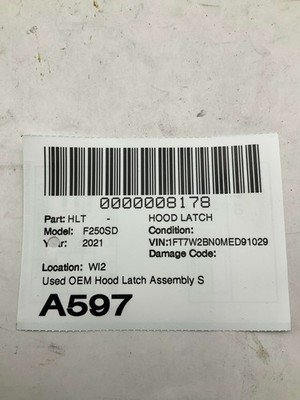 0000008178
Part: HLT - HOOD LATCH
Model: F250SD Condition:
Year: 2021 VIN:1FT7W2BN0MED91029
Damage Code:
Location: WI2
Used OEM Hood Latch Assembly S
A597